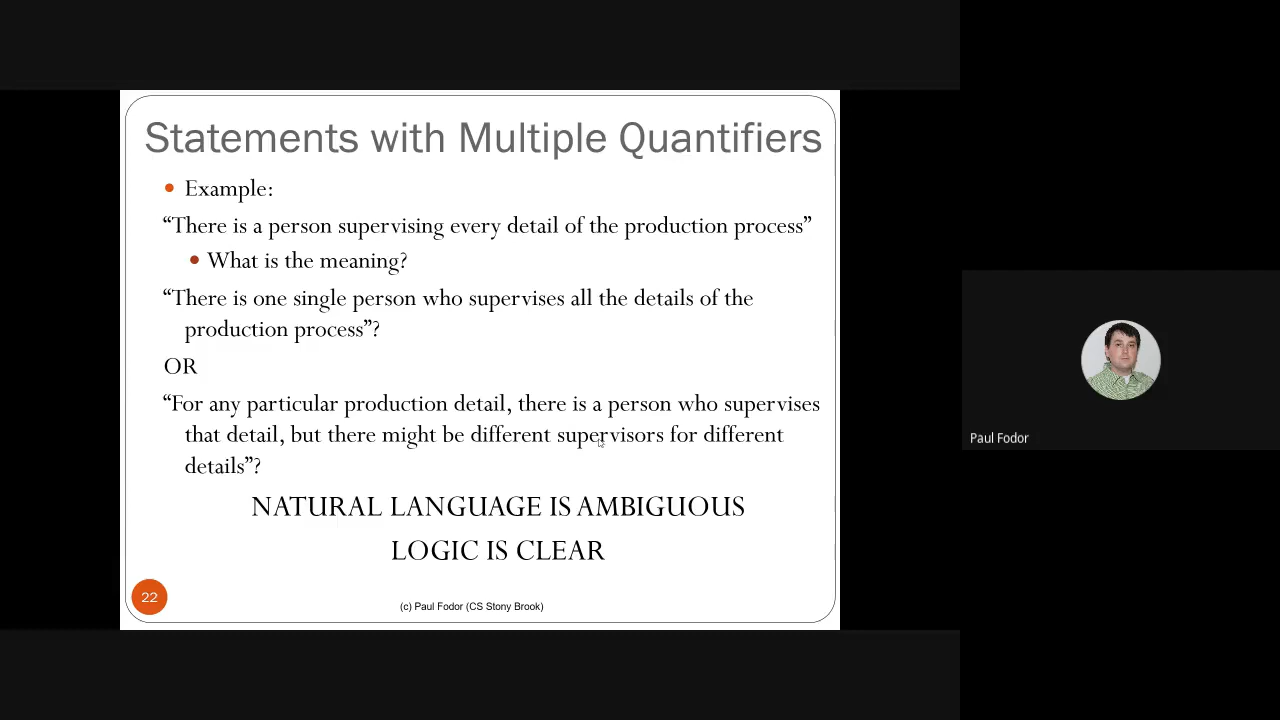 Statements with Multiple Quantifiers
Example:
“There is a person supervising every detail of the production process”
What is the meaning?
“There is one single person who supervises all the details of the
production process”?
OR
“For any particular production detail, there is a person who supervises
that detail, but there might be different supervisors for different
details”?
NATURAL LANGUAGE IS AMBIGUOUS
LOGIC IS CLEAR
22
(c) Paul Fodor (CS Stony Brook)
Paul Fodor